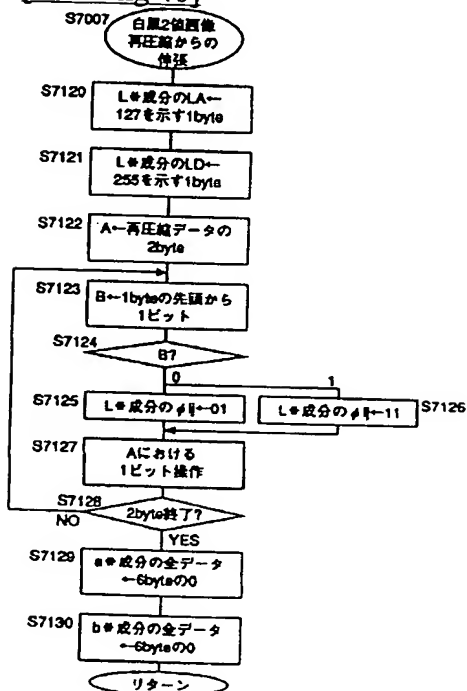 S7007
白黒2値画像
再圧縮からの
伸張
S7120
L*成分のLA←
127を示す1byte
S7121
L*成分のLD←
255を示す1byte
S7122
A←再圧縮データの
2byte
S7123
B←1byteの先頭から
1ビット
S7124
B?
0
1
S7125
L*成分のφij←01
L*成分のφij←11
S7126
S7127
Aにおける
1ビット操作
S7128
2byte終了?
NO
YES
S7129
a*成分の全データ
←6byteの0
S7130
b*成分の全データ
←6byteの0
リターン